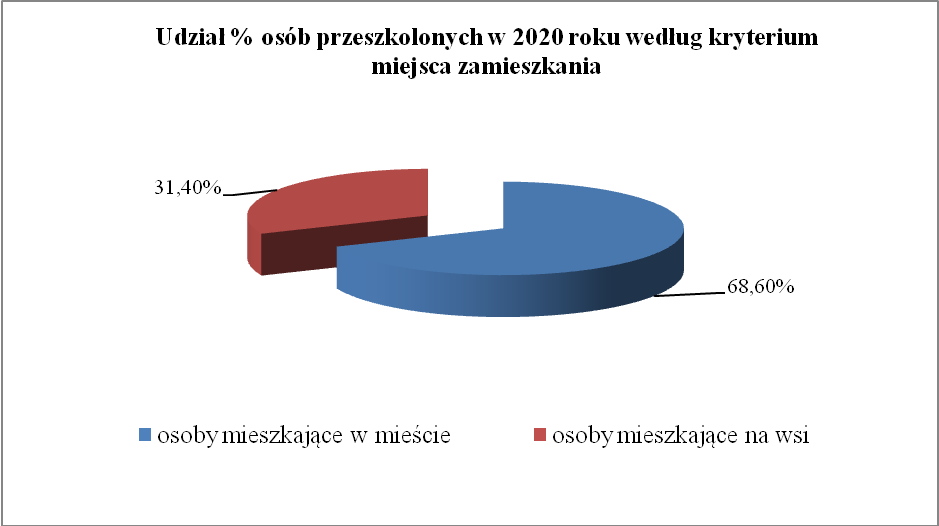 Udział % osób przeszkolonych w 2020 roku według kryterium
miejsca zamieszkania
31,40%
68,60%
osoby mieszkające w mieście
osoby mieszkające na wsi